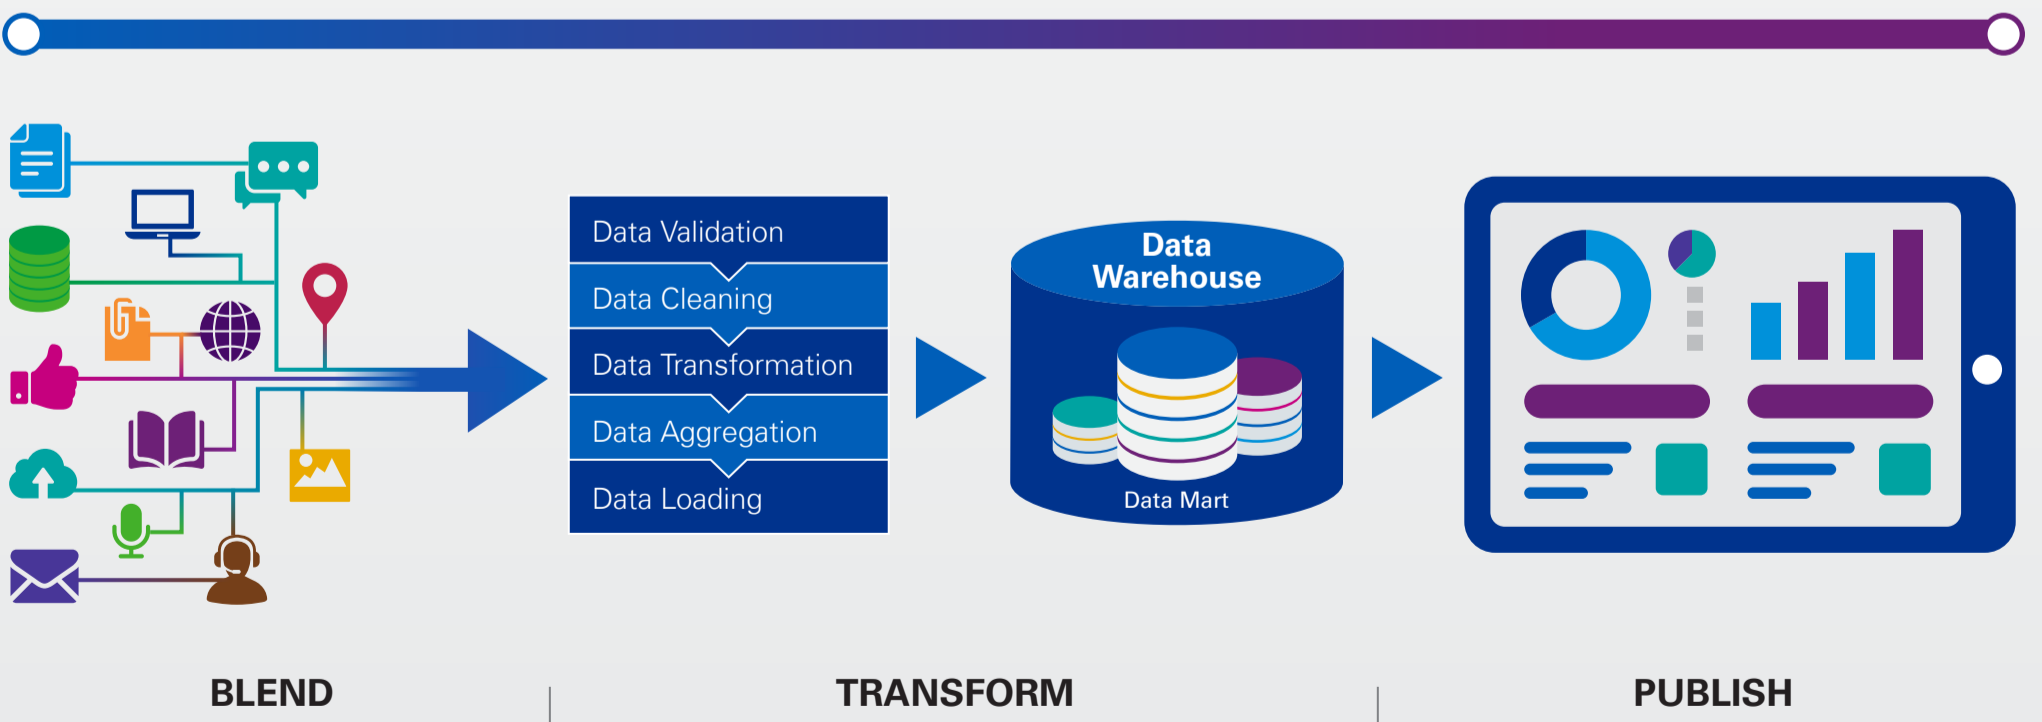 Data Validation
Data Cleaning
Data Transformation
Data Aggregation
Data Loading
Data
Warehouse
Data Mart
BLEND
TRANSFORM
PUBLISH